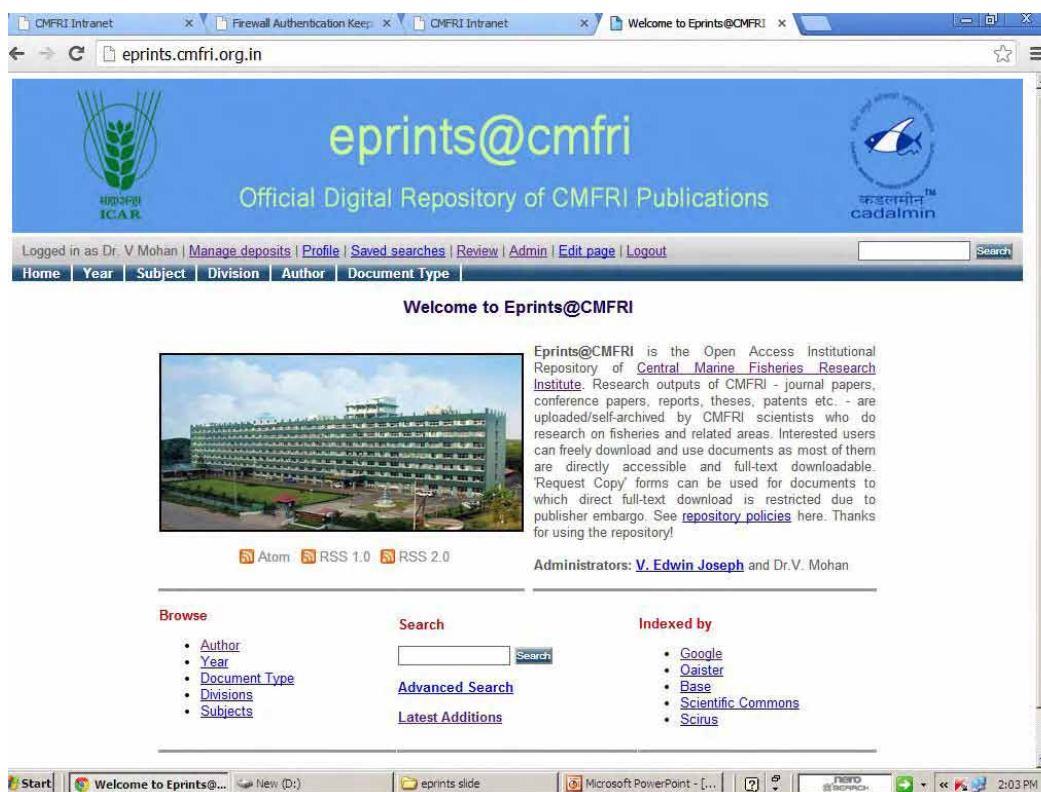 CMFRI Intranet
Firewall Authentication Keep
CMFRI Intranet
Welcome to Eprints@CMFRI
eprints.cmfri.org.in
eprints@cmfri
Official Digital Repository of CMFRI Publications
ICAR
कडलमीन TM
cadalmin
Logged in as Dr. V Mohan | Manage deposits | Profile | Saved searches | Review | Admin | Edit page | Logout
Search
Home | Year | Subject | Division | Author | Document Type |
Welcome to Eprints@CMFRI
Eprints@CMFRI is the Open Access Institutional
Repository of Central Marine Fisheries Research
Institute. Research outputs of CMFRI - journal papers,
conference papers, reports, theses, patents etc. - are
uploaded/self-archived by CMFRI scientists who do
research on fisheries and related areas. Interested users
can freely download and use documents as most of them
are directly accessible and full-text downloadable.
'Request Copy' forms can be used for documents to
which direct full-text download is restricted due to
publisher embargo. See repository policies here. Thanks
for using the repository!
Atom RSS 1.0 RSS 2.0
Administrators: V. Edwin Joseph and Dr.V. Mohan
Browse
Author
Year
Document Type
Divisions
Subjects
Search
Search
Advanced Search
Latest Additions
Indexed by
Google
Oaister
Base
Scientific Commons
Scirus
Start
Welcome to Eprints@...
New (D:)
eprints slide
Microsoft PowerPoint - [...
nero
SEARCH
2:03 PM